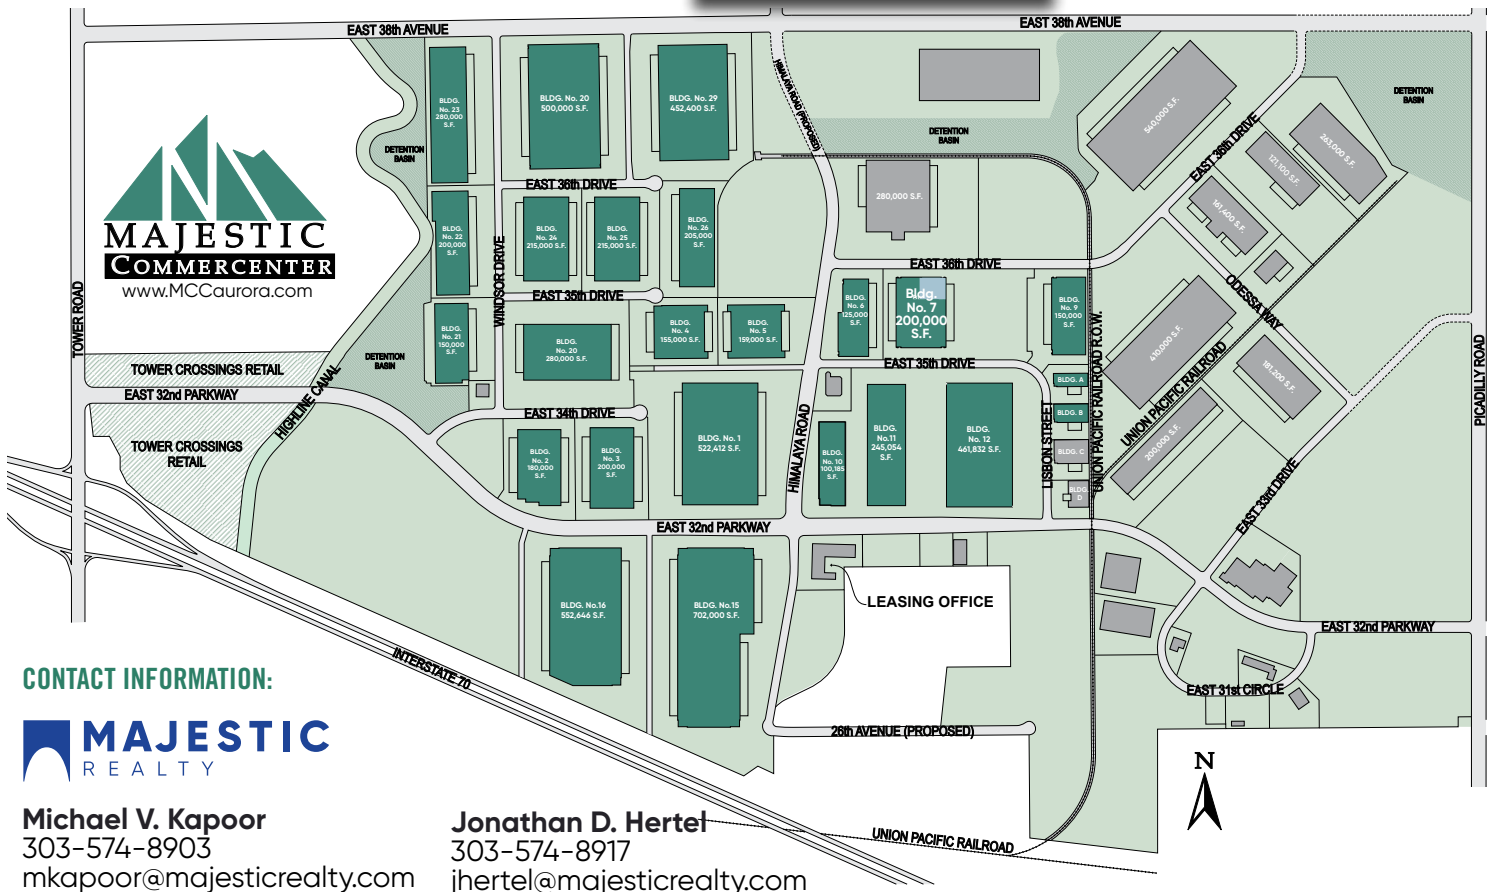 EAST 38th AVENUE
EAST 38th AVENUE
HIMALAYA ROAD (PROPOSED)
BLDG.
No. 23
280,000
S.F.
BLDG. No. 20
500,000 S.F.
BLDG. No. 29
452,400 S.F.
DETENTION
BASIN
DETENTION
BASIN
DETENTION
BASIN
540,000 S.F.
EAST 36th DRIVE
121,100 S.F.
263,000 S.F.
161,400 S.F.
280,000 S.F.
MAJESTIC
COMMERCENTER
www.MCCaurora.com
TOWER ROAD
EAST 36th DRIVE
BLDG.
No. 22
200,000
S.F.
WINDSOR DRIVE
BLDG.
No. 24
215,000 S.F.
BLDG.
No. 25
215,000 S.F.
BLDG.
No. 26
205,000
S.F.
EAST 36th DRIVE
EAST 35th DRIVE
ODESSA WAY
BLDG.
No. 21
150,000
S.F.
BLDG.
No. 20
280,000 S.F.
BLDG.
No. 4
155,000 S.F.
BLDG.
No. 5
159,000 S.F.
BLDG.
No. 6
125,000
S.F.
Bldg.
No. 7
200,000
S.F.
BLDG.
No. 9
150,000
S.F.
410,000 S.F.
181,200 S.F.
PICADILLY ROAD
DETENTION
BASIN
EAST 35th DRIVE
UNION PACIFIC RAILROAD R.O.W.
UNION PACIFIC RAILROAD
TOWER CROSSINGS RETAIL
EAST 32nd PARKWAY
HIGHLINE CANAL
TOWER CROSSINGS
RETAIL
EAST 34th DRIVE
BLDG. A
BLDG. B
BLDG. C
BLDG.
D
LISBON STREET
200,000 S.F.
HIMALAYA ROAD
BLDG.
No. 2
180,000
S.F.
BLDG.
No. 3
200,000
S.F.
BLDG. No. 1
522,412 S.F.
BLDG.
No. 10
100,185
S.F.
BLDG.
No.11
245,054
S.F.
BLDG.
No. 12
461,832 S.F.
EAST 33rd DRIVE
EAST 32nd PARKWAY
BLDG. No.16
552,646 S.F.
BLDG. No.15
702,000 S.F.
LEASING OFFICE
EAST 32nd PARKWAY
INTERSTATE 70
EAST 31st CIRCLE
26th AVENUE (PROPOSED)
N
UNION PACIFIC RAILROAD
CONTACT INFORMATION:
MAJESTIC
REALTY
Michael V. Kapoor
303-574-8903
mkapoor@majesticrealty.com
Jonathan D. Hertel
303-574-8917
jhertel@majesticrealty.com